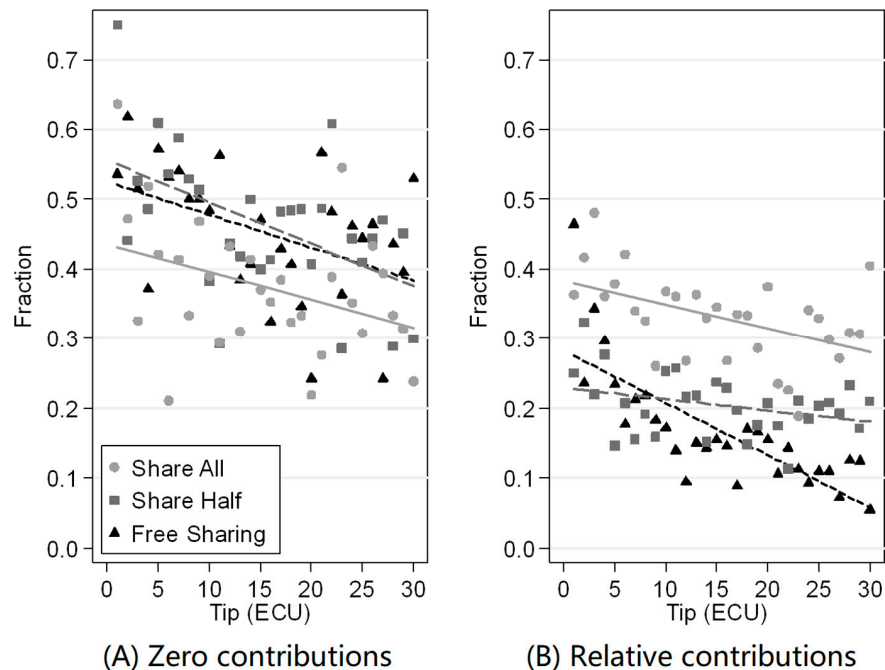 0.7
0.6
0.5
0.4
0.3
0.2
0.1
0.0
Fraction
Share All
Share Half
Free Sharing
0 5 10 15 20 25 30
Tip (ECU)
(A) Zero contributions
0.7
0.6
0.5
0.4
0.3
0.2
0.1
0.0
Fraction
0 5 10 15 20 25 30
Tip (ECU)
(B) Relative contributions